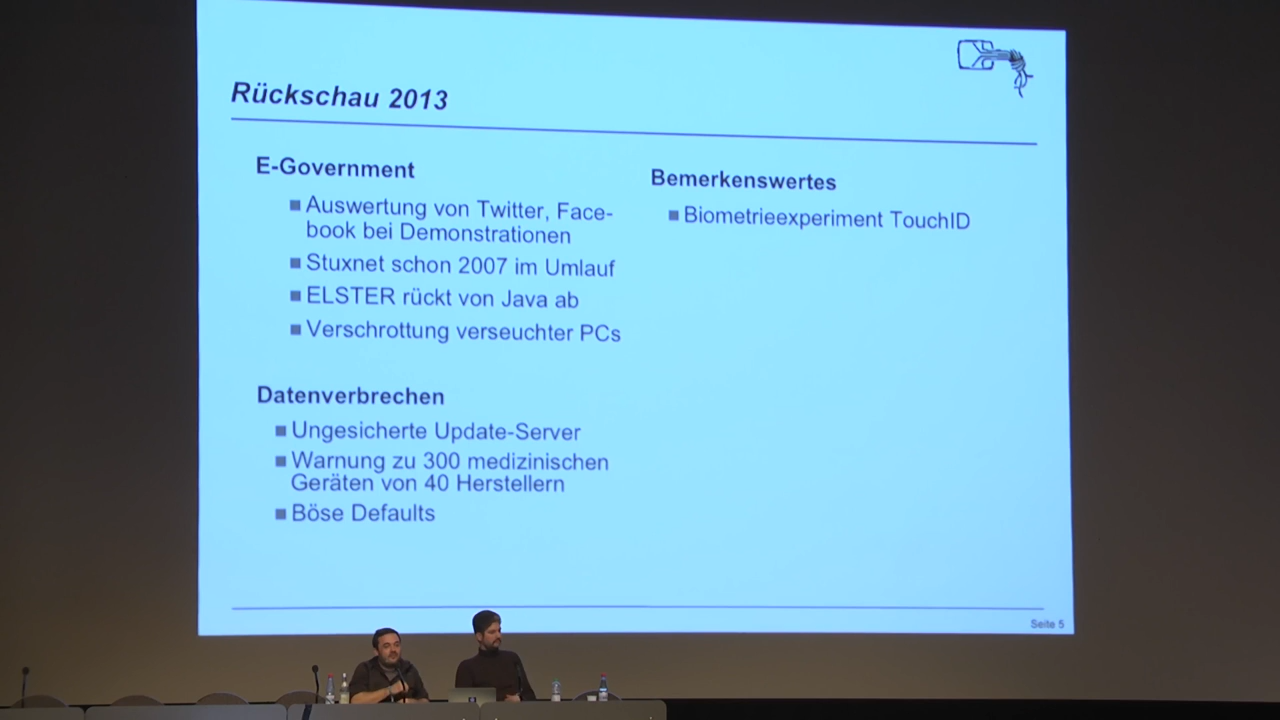 Rückschau 2013
E-Government
Auswertung von Twitter, Face-
book bei Demonstrationen
Stuxnet schon 2007 im Umlauf
ELSTER rückt von Java ab
Verschrottung verseuchter PCs
Datenverbrechen
Ungesicherte Update-Server
Warnung zu 300 medizinischen
Geräten von 40 Herstellern
Böse Defaults
Bemerkenswertes
Biometrieexperiment TouchID
Seite 5